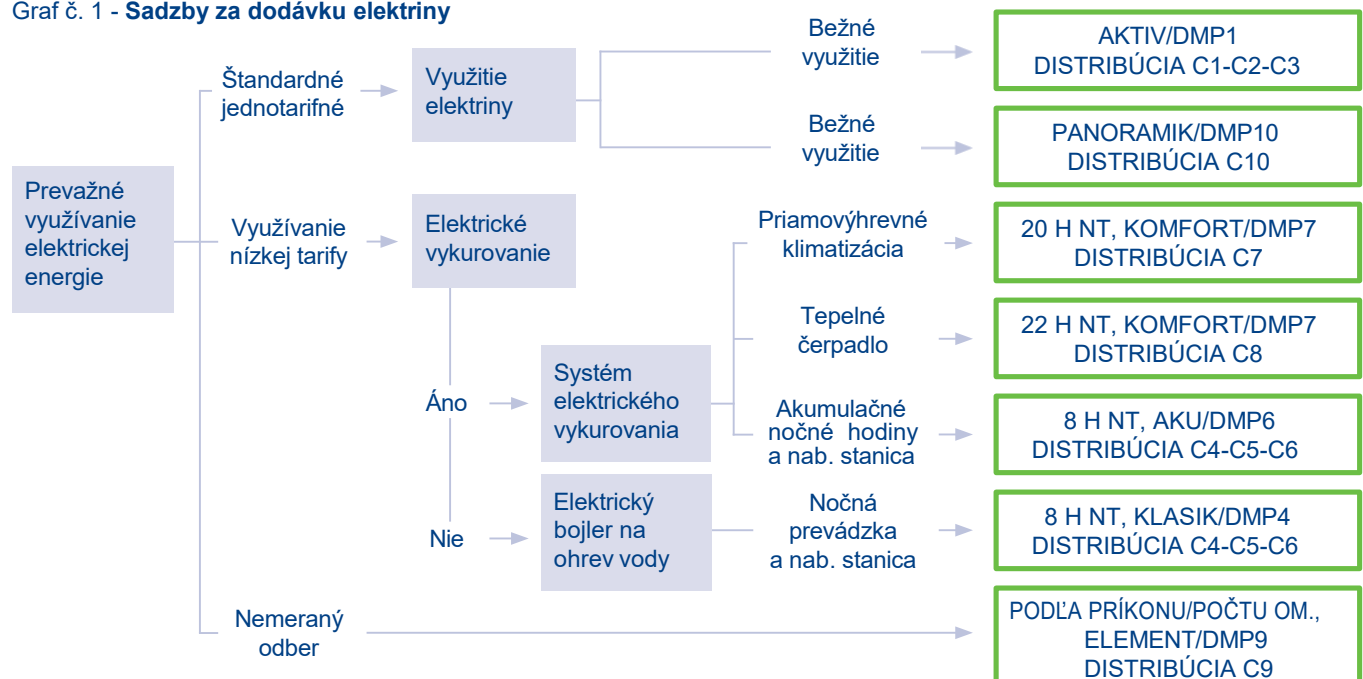 Graf č. 1 - Sadzby za dodávku elektriny
Prevažné
využívanie
elektrickej
energie
Štandardné
jednotarifné
Využitie
elektriny
Bežné
využitie
AKTIV/DMP1
DISTRIBÚCIA C1-C2-C3
Bežné
využitie
PANORAMIK/DMP10
DISTRIBÚCIA C10
Využívanie
nízkej tarify
Elektrické
vykurovanie
Áno
Systém
elektrického
vykurovania
Priamovýhrevné
klimatizácia
20 H NT, KOMFORT/DMP7
DISTRIBÚCIA C7
Tepelné
čerpadlo
22 H NT, KOMFORT/DMP7
DISTRIBÚCIA C8
Akumulačné
nočné hodiny
a nab. stanica
8 H NT, AKU/DMP6
DISTRIBÚCIA C4-C5-C6
Nie
Elektrický
bojler na
ohrev vody
Nočná
prevádzka
a nab. stanica
8 H NT, KLASIK/DMP4
DISTRIBÚCIA C4-C5-C6
Nemeraný
odber
PODĽA PRÍKONU/POČTU OM.,
ELEMENT/DMP9
DISTRIBÚCIA C9